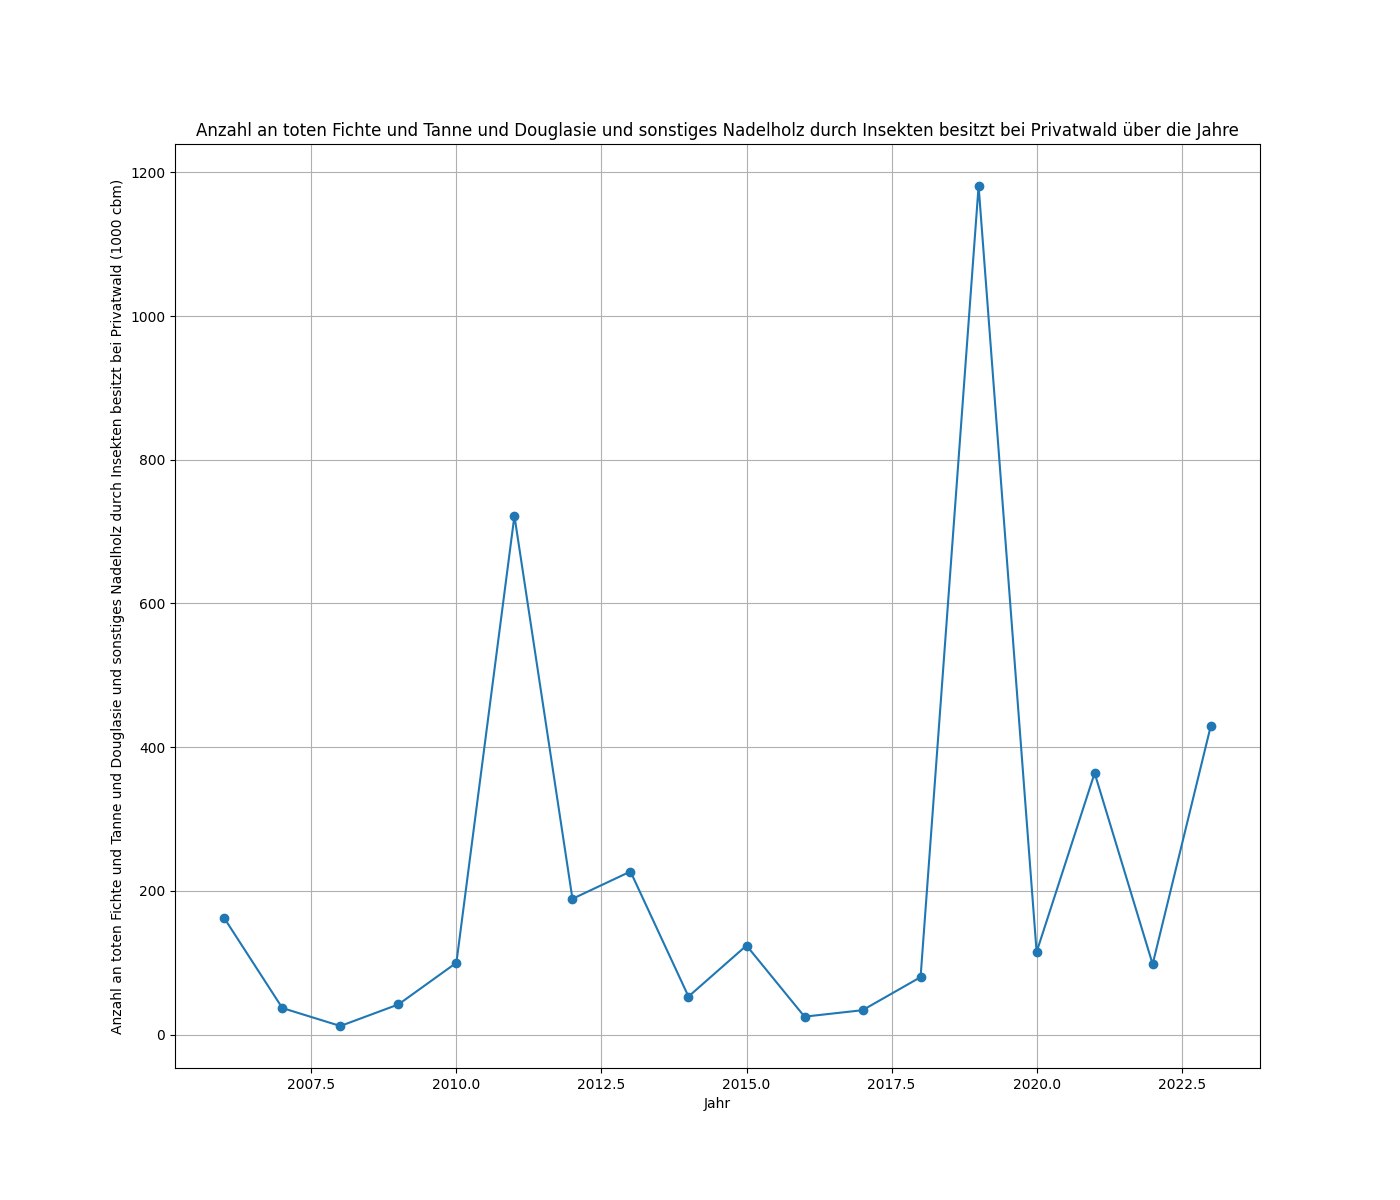 Anzahl an toten Fichte und Tanne und Douglasie und sonstiges Nadelholz durch Insekten besitzt bei Privatwald über die Jahre
Anzahl an toten Fichte und Tanne und Douglasie und sonstiges Nadelholz durch Insekten besitzt bei Privatwald (1000 cbm)
1200
1000
800
600
400
200
0
2007.5 2010.0 2012.5 2015.0 2017.5 2020.0 2022.5
Jahr